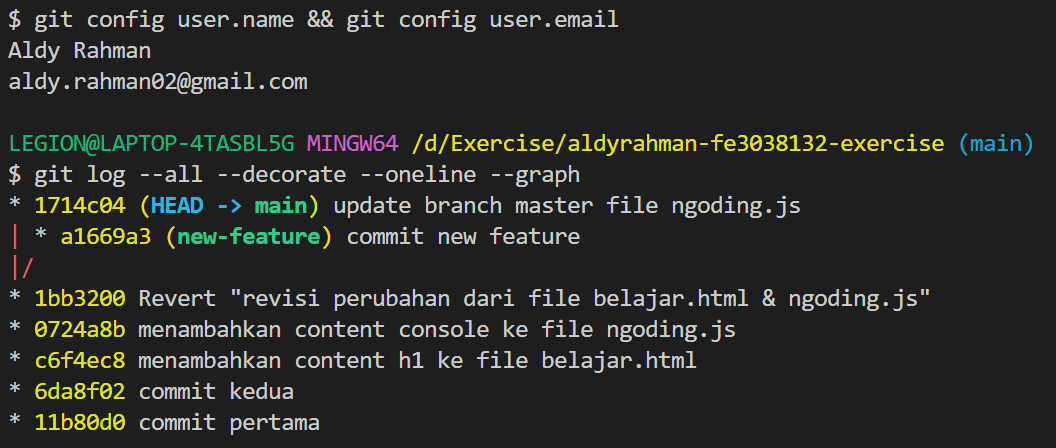 $ git config user.name && git config user.email
Aldy Rahman
aldy.rahman02@gmail.com
LEGION@LAPTOP-4TASBL5G MINGW64 /d/Exercise/aldyrahman-fe3038132-exercise (main)
$ git log --all --decorate --oneline --graph
* 1714c04 (HEAD -> main) update branch master file ngoding.js
| * a1669a3 (new-feature) commit new feature
|/
* 1bb3200 Revert "revisi perubahan dari file belajar.html & ngoding.js"
* 0724a8b menambahkan content console ke file ngoding.js
* c6f4ec8 menambahkan content h1 ke file belajar.html
* 6da8f02 commit kedua
* 11b80d0 commit pertama